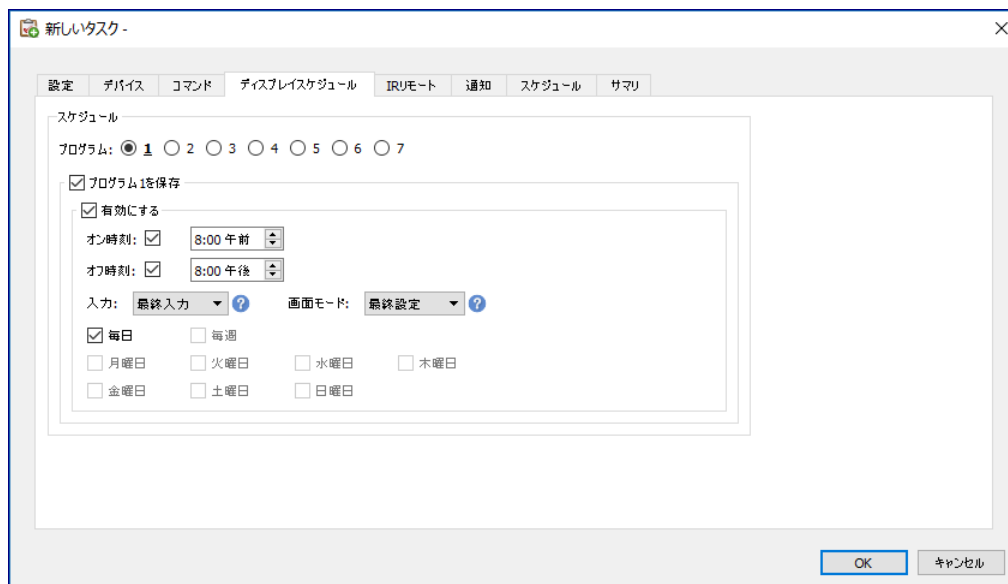 新しいタスク -
設定 デバイス コマンド ディスプレイスケジュール IRリモート 通知 スケジュール サマリ
スケジュール
プログラム: 1 2 3 4 5 6 7
プログラム 1を保存
有効にする
オン時刻: 8:00 午前
オフ時刻: 8:00 午後
入力: 最終入力 ? 画面モード: 最終設定 ?
毎日 毎週
月曜日 火曜日 水曜日 木曜日
金曜日 土曜日 日曜日
OK キャンセル